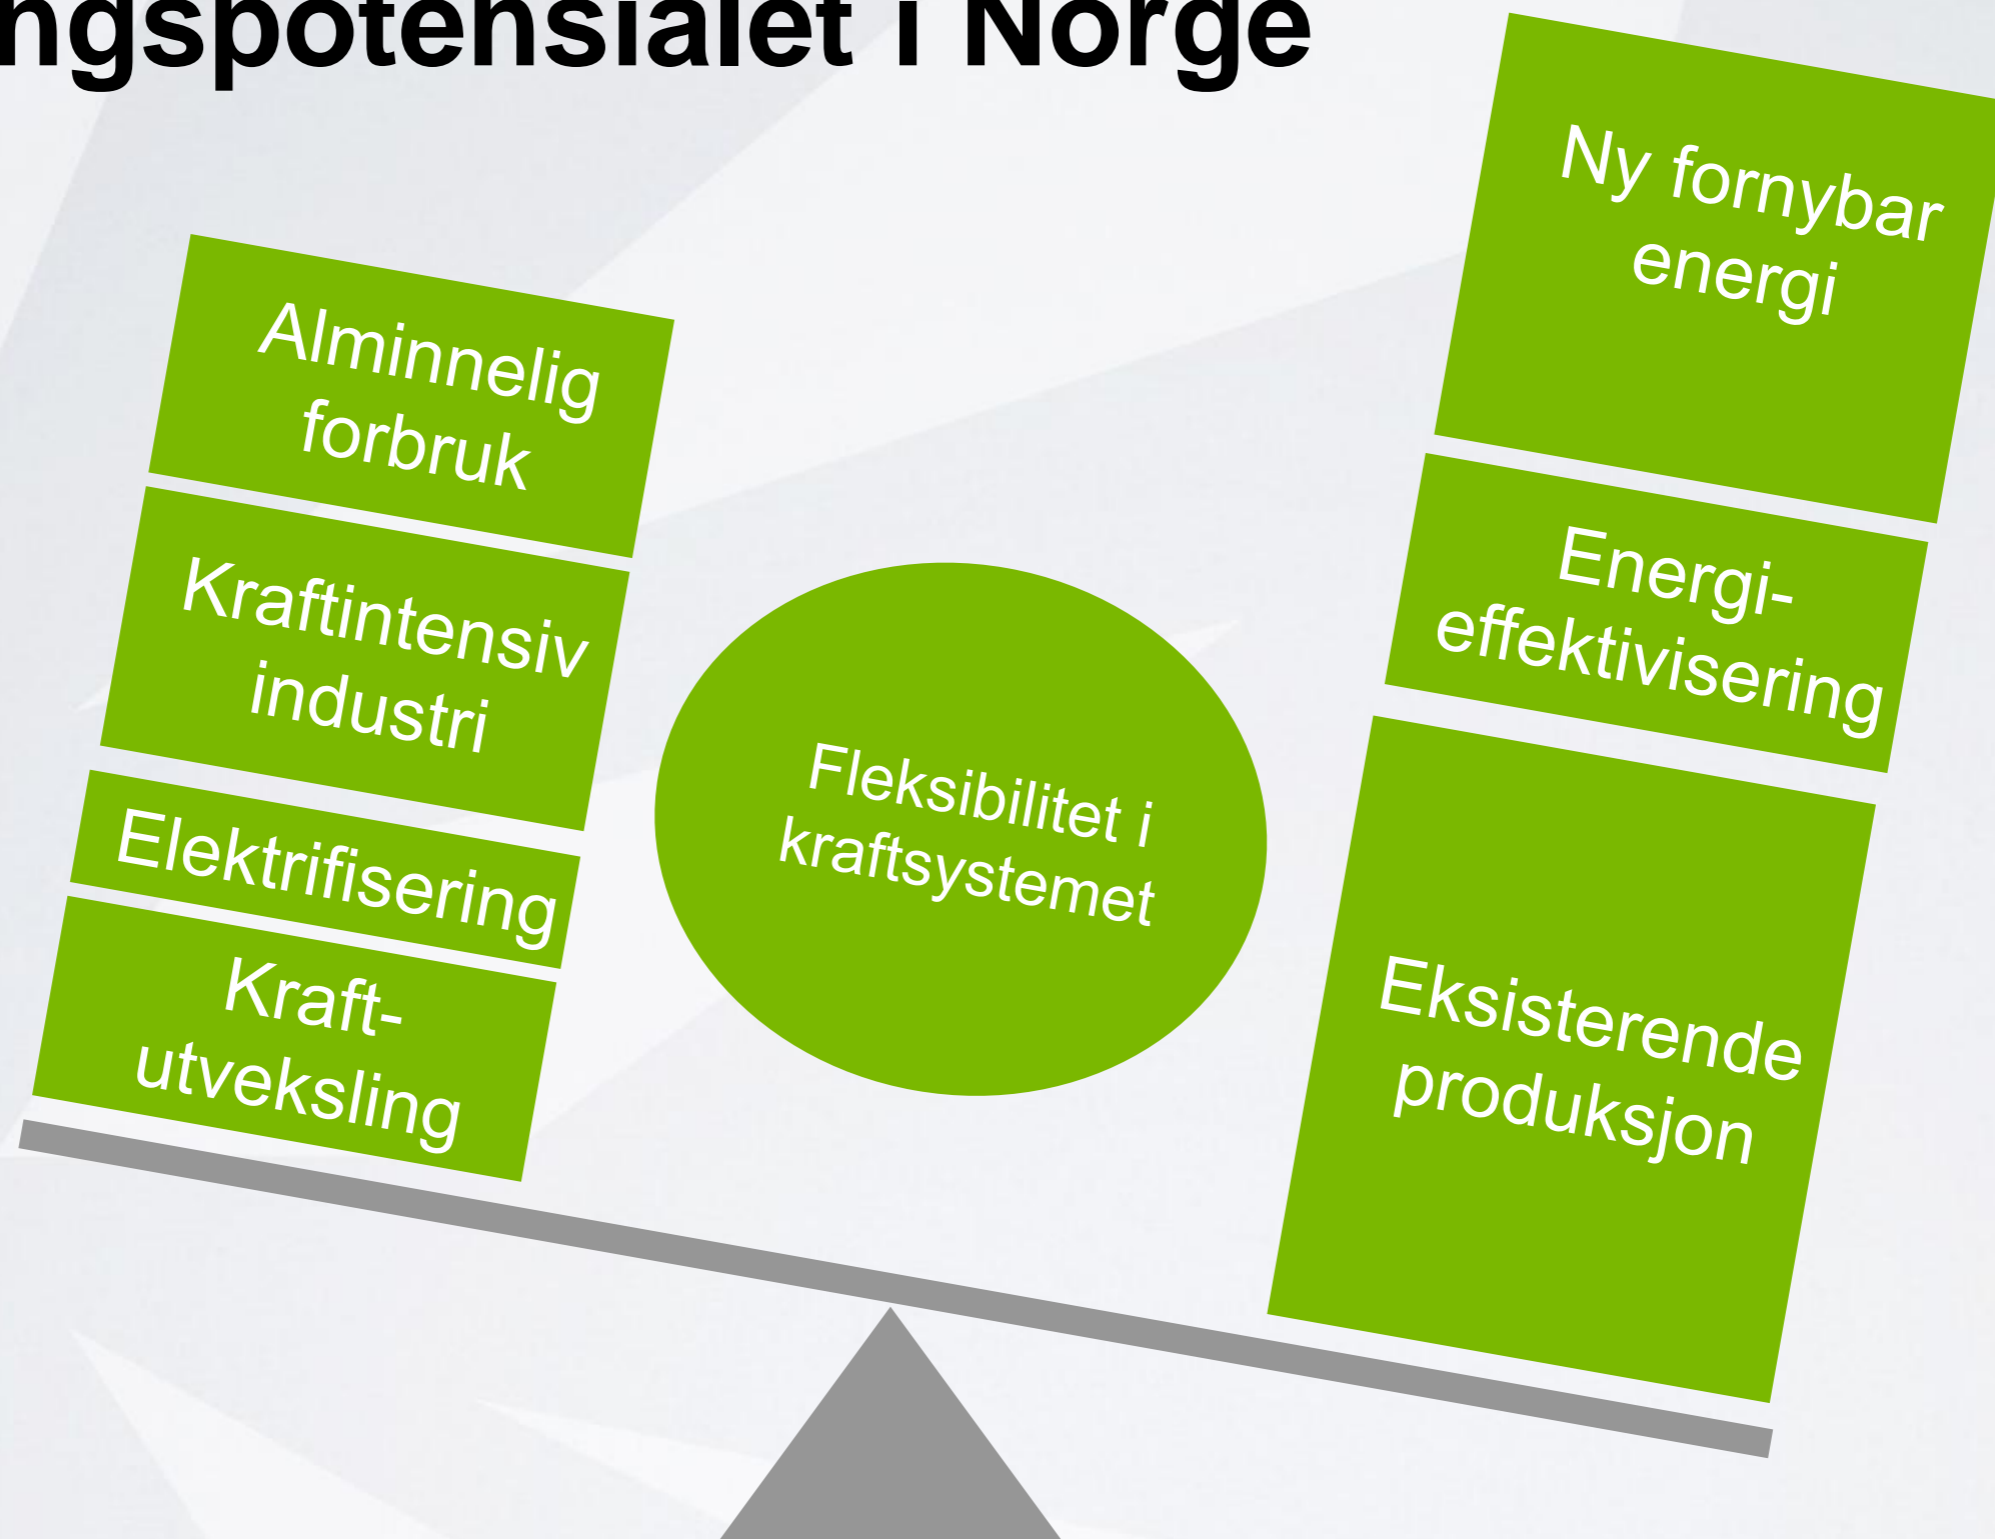 ngspotensialet i Norge
Alminnelig
forbruk
Kraftintensiv
industri
Elektrifisering
Kraft-
utveksling
Fleksibilitet i
kraftsystemet
Ny fornybar
energi
Energi-
effektivisering
Eksisterende
produksjon